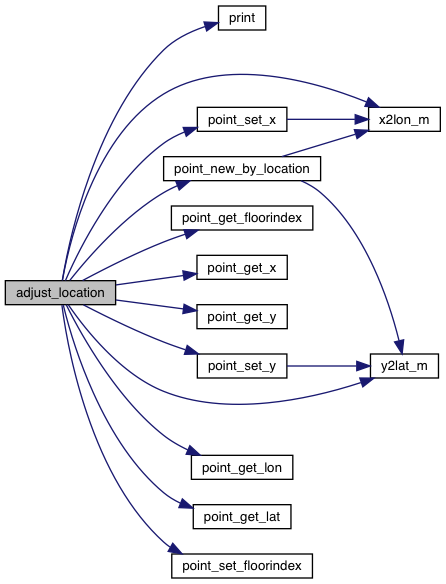 print
x2lon_m
point_set_x
point_new_by_location
point_get_floorindex
point_get_x
adjust_location
point_get_y
point_set_y
y2lat_m
point_get_lon
point_get_lat
point_set_floorindex